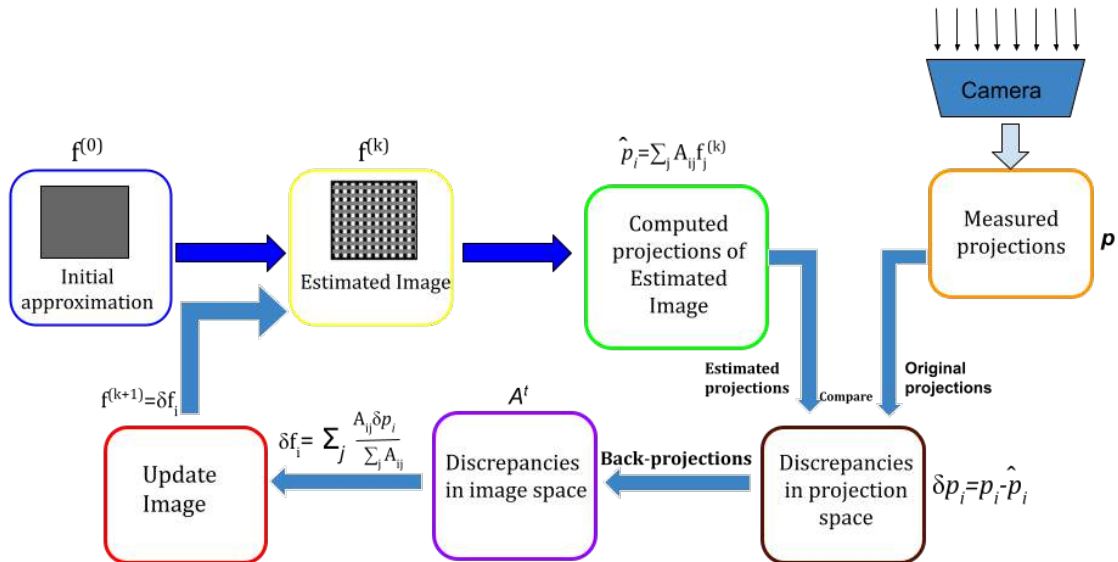 Camera
f^(0)
Initial
approximation
f^(k)
Estimated Image
p̂_i=∑_j A_ij f_j^(k)
Computed
projections of
Estimated
Image
Measured
projections
p
Estimated
projections
Compare
Original
projections
Discrepancies
in projection
space
δp_i=p_i-p̂_i
Back-projections
A^t
Discrepancies
in image space
δf_i= ∑_j A_ij δp_i / ∑_j A_ij
Update
Image
f^(k+1)=δf_i